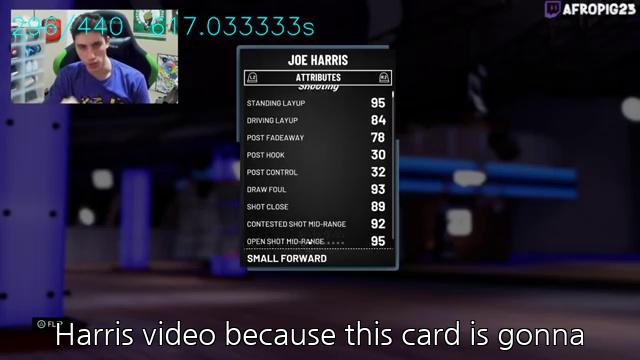 296/440 617.033333s
AFROPIG23
JOE HARRIS
ATTRIBUTES
Shooting
STANDING LAYUP 95
DRIVING LAYUP 84
POST FADEAWAY 78
POST HOOK 30
POST CONTROL 32
DRAW FOUL 93
SHOT CLOSE 89
CONTESTED SHOT MID-RANGE 92
OPEN SHOT MID-RANGE 95
SMALL FORWARD
Harris video because this card is gonna